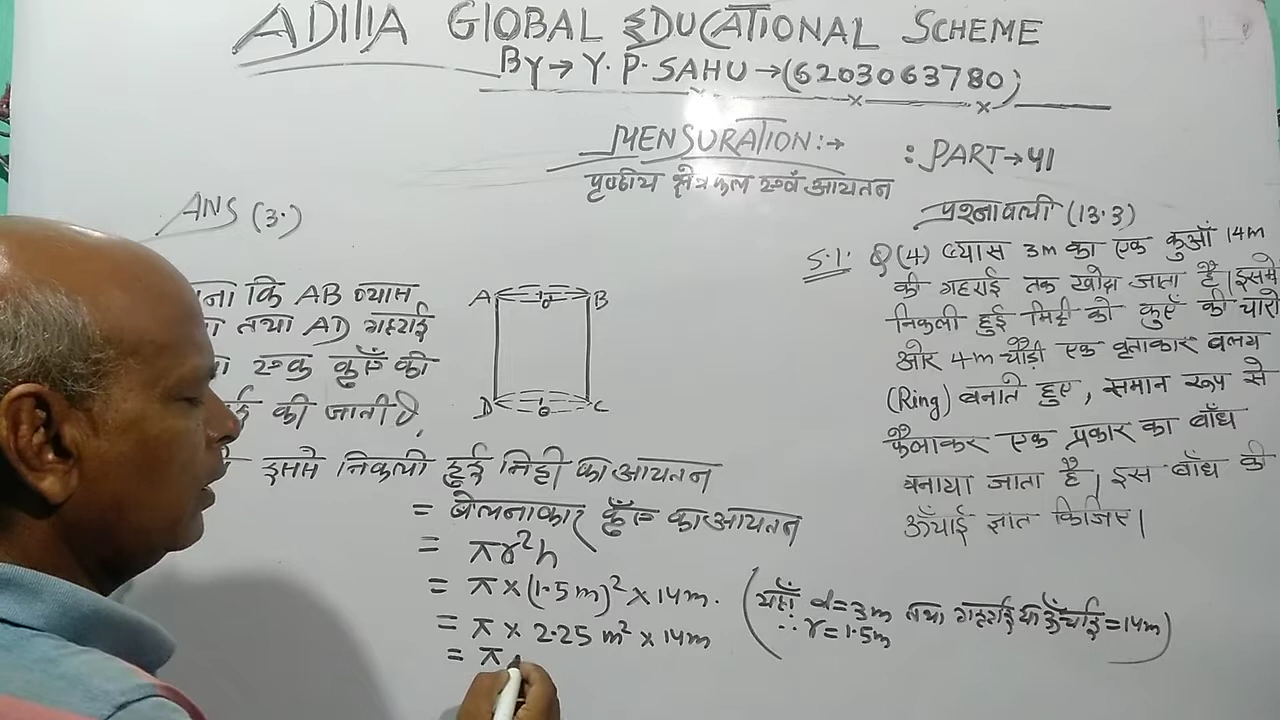 ADITIA GLOBAL EDUCATIONAL SCHEME
BY→ Y. P. SAHU →(6203063780)
MENSURATION :→
: PART→41
पृष्ठीय क्षेत्रफल एवं आयतन
ANS (3.)
प्रश्नावली (13.3)
S.1. Q(4) व्यास 3m का एक कुआँ 14m
की गहराई तक खोदा जाता है। इसमें
निकली हुई मिट्टी को कुएँ की चारो
ओर 4m चौड़ी एक वृताकार वलय
(Ring) बनाते हुए, समान रूप से
फैलाकर एक प्रकार का बाँध
बनाया जाता है। इस बाँध की
ऊँचाई ज्ञात किजिए।
कि AB व्यास
तथा AD गहराई
एक कुएँ की
की जाती है,
A r B
D C
इसमे निकली हुई मिट्टी का आयतन
= बेलनाकार कुँए का आयतन
= πr²h
= π×(1.5m)²×14m.
= π × 2.25 m² × 14m
= π
(यहाँ d=3m तथा गहराई या ऊँचाई=14m)
∴ r=1.5m